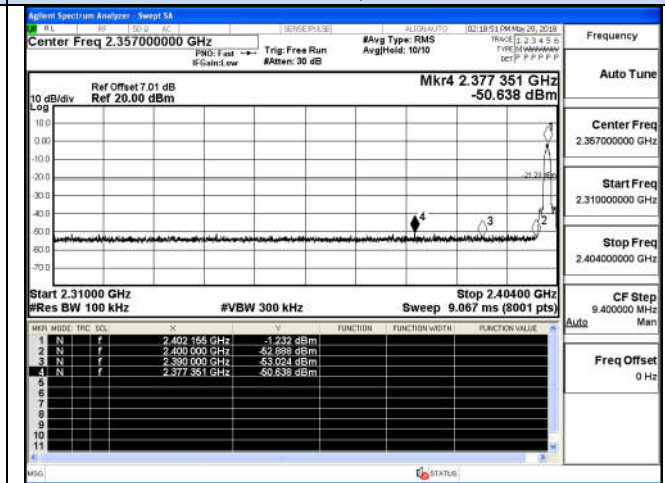 Agilent Spectrum Analyzer - Swept SA
RL RF 50 Ω AC SENSE:PULSE ALIGN AUTO 02:18:51 PM May 29, 2018
Center Freq 2.357000000 GHz
PNO: Fast
IFGain:Low
Trig: Free Run
#Atten: 30 dB
#Avg Type: RMS
Avg|Hold: 10/10
TRACE 1 2 3 4 5 6
TYPE M W W W W W
DET P P P P P P
Frequency
Auto Tune
Center Freq
2.357000000 GHz
Start Freq
2.310000000 GHz
Stop Freq
2.404000000 GHz
CF Step
9.400000 MHz
Auto Man
Freq Offset
0 Hz
Mkr4 2.377 351 GHz
-50.638 dBm
Ref Offset 7.01 dB
10 dB/div Ref 20.00 dBm
Log
10.0
0.00
-10.0
-20.0
-30.0
-40.0
-50.0
-60.0
-70.0
-21.23 dBm
1
2
3
4
Start 2.31000 GHz Stop 2.40400 GHz
#Res BW 100 kHz #VBW 300 kHz Sweep 9.067 ms (8001 pts)
MKR MODE TRC SCL X Y FUNCTION FUNCTION WIDTH FUNCTION VALUE
1 N f 2.402 155 GHz -1.232 dBm
2 N f 2.400 000 GHz -52.888 dBm
3 N f 2.390 000 GHz -53.024 dBm
4 N f 2.377 351 GHz -50.638 dBm
5
6
7
8
9
10
11
MSG STATUS